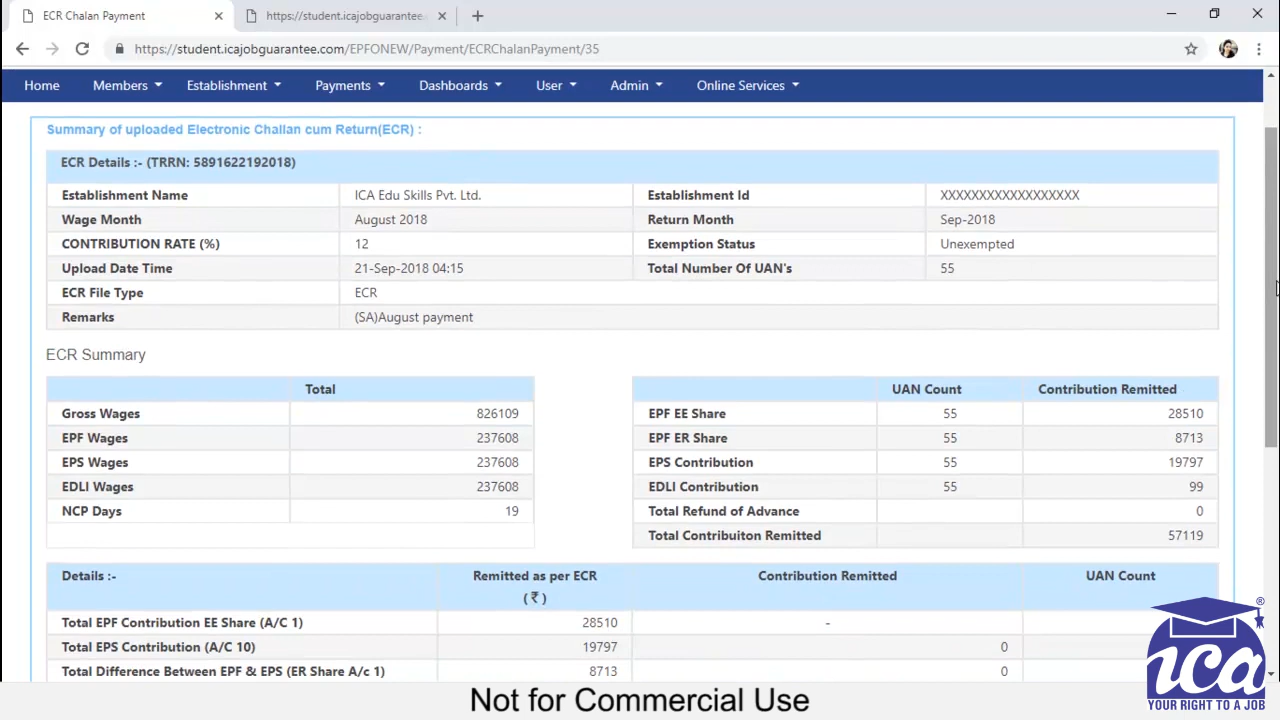 ECR Chalan Payment
https://student.icajobguarantee.
https://student.icajobguarantee.com/EPFONEW/Payment/ECRChalanPayment/35
Home Members Establishment Payments Dashboards User Admin Online Services
Summary of uploaded Electronic Challan cum Return(ECR) :
ECR Details :- (TRRN: 5891622192018)
Establishment Name ICA Edu Skills Pvt. Ltd. Establishment Id XXXXXXXXXXXXXXXXXX
Wage Month August 2018 Return Month Sep-2018
CONTRIBUTION RATE (%) 12 Exemption Status Unexempted
Upload Date Time 21-Sep-2018 04:15 Total Number Of UAN's 55
ECR File Type ECR
Remarks (SA)August payment
ECR Summary
Total UAN Count Contribution Remitted
Gross Wages 826109 EPF EE Share 55 28510
EPF Wages 237608 EPF ER Share 55 8713
EPS Wages 237608 EPS Contribution 55 19797
EDLI Wages 237608 EDLI Contribution 55 99
NCP Days 19 Total Refund of Advance 0
Total Contribuiton Remitted 57119
Details :- Remitted as per ECR Contribution Remitted UAN Count
( ₹ )
Total EPF Contribution EE Share (A/C 1) 28510 -
Total EPS Contribution (A/C 10) 19797 0
Total Difference Between EPF & EPS (ER Share A/c 1) 8713 0
ica ®
YOUR RIGHT TO A JOB
Not for Commercial Use